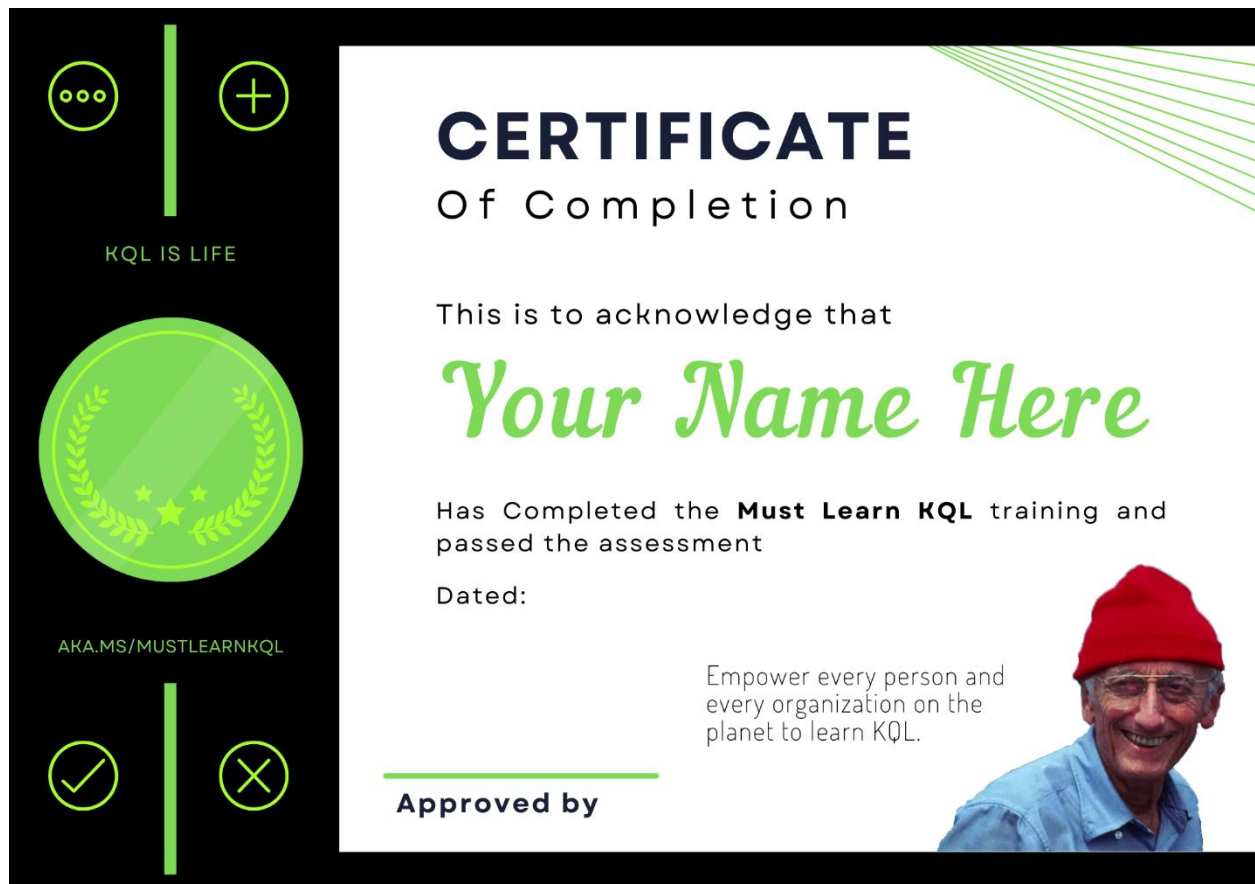 KQL IS LIFE
AKA.MS/MUSTLEARNKQL
CERTIFICATE
Of Completion
This is to acknowledge that
Your Name Here
Has Completed the Must Learn KQL training and
passed the assessment
Dated:
Empower every person and
every organization on the
planet to learn KQL.
Approved by